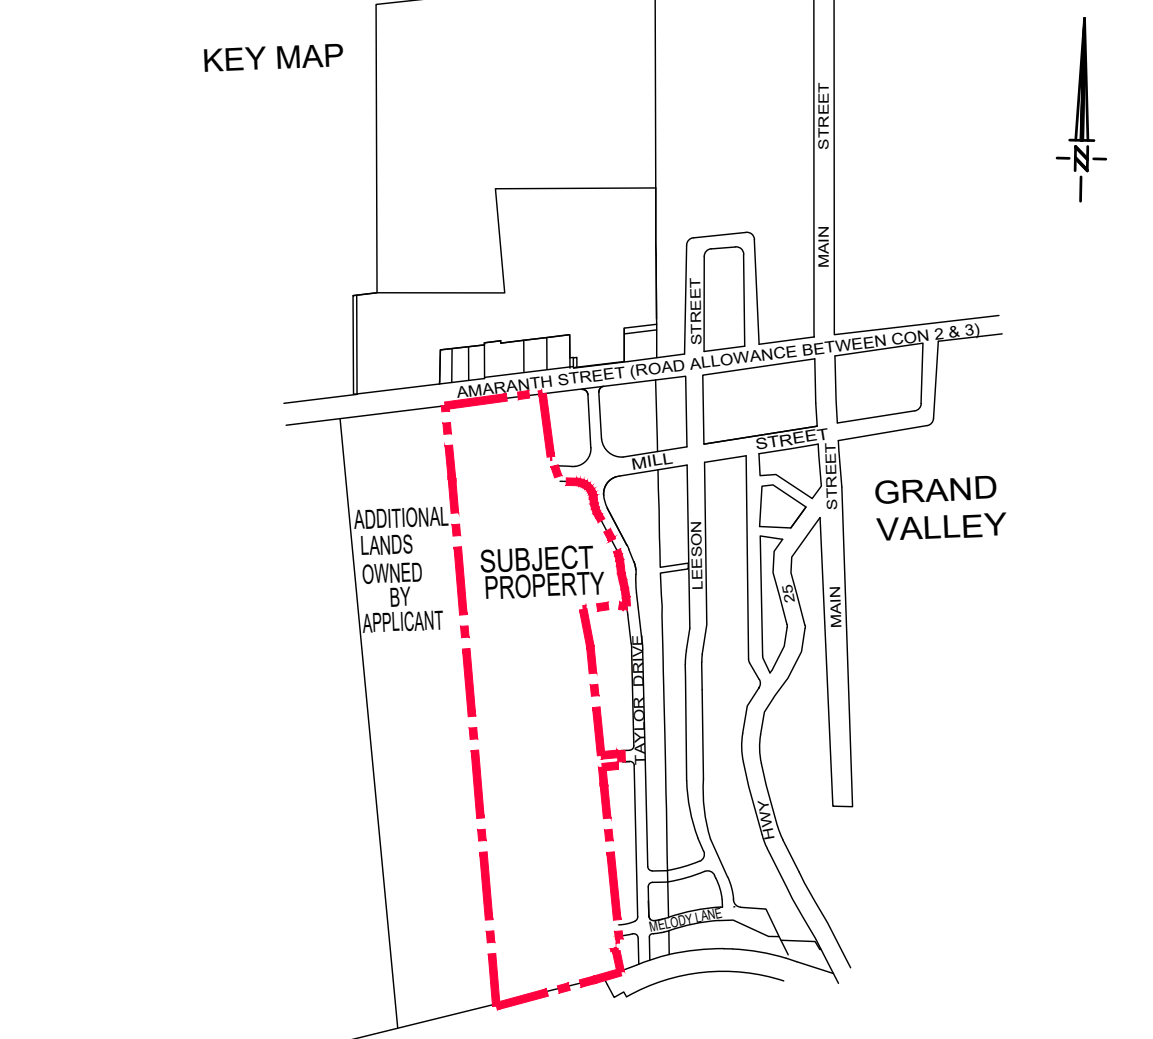 KEY MAP
N
STREET
MAIN
STREET
AMARANTH STREET (ROAD ALLOWANCE BETWEEN CON 2 & 3)
MILL
STREET
STREET
GRAND
VALLEY
ADDITIONAL
LANDS
OWNED
BY
APPLICANT
SUBJECT
PROPERTY
LEESON
25
MAIN
TAYLOR DRIVE
HWY
MELODY LANE